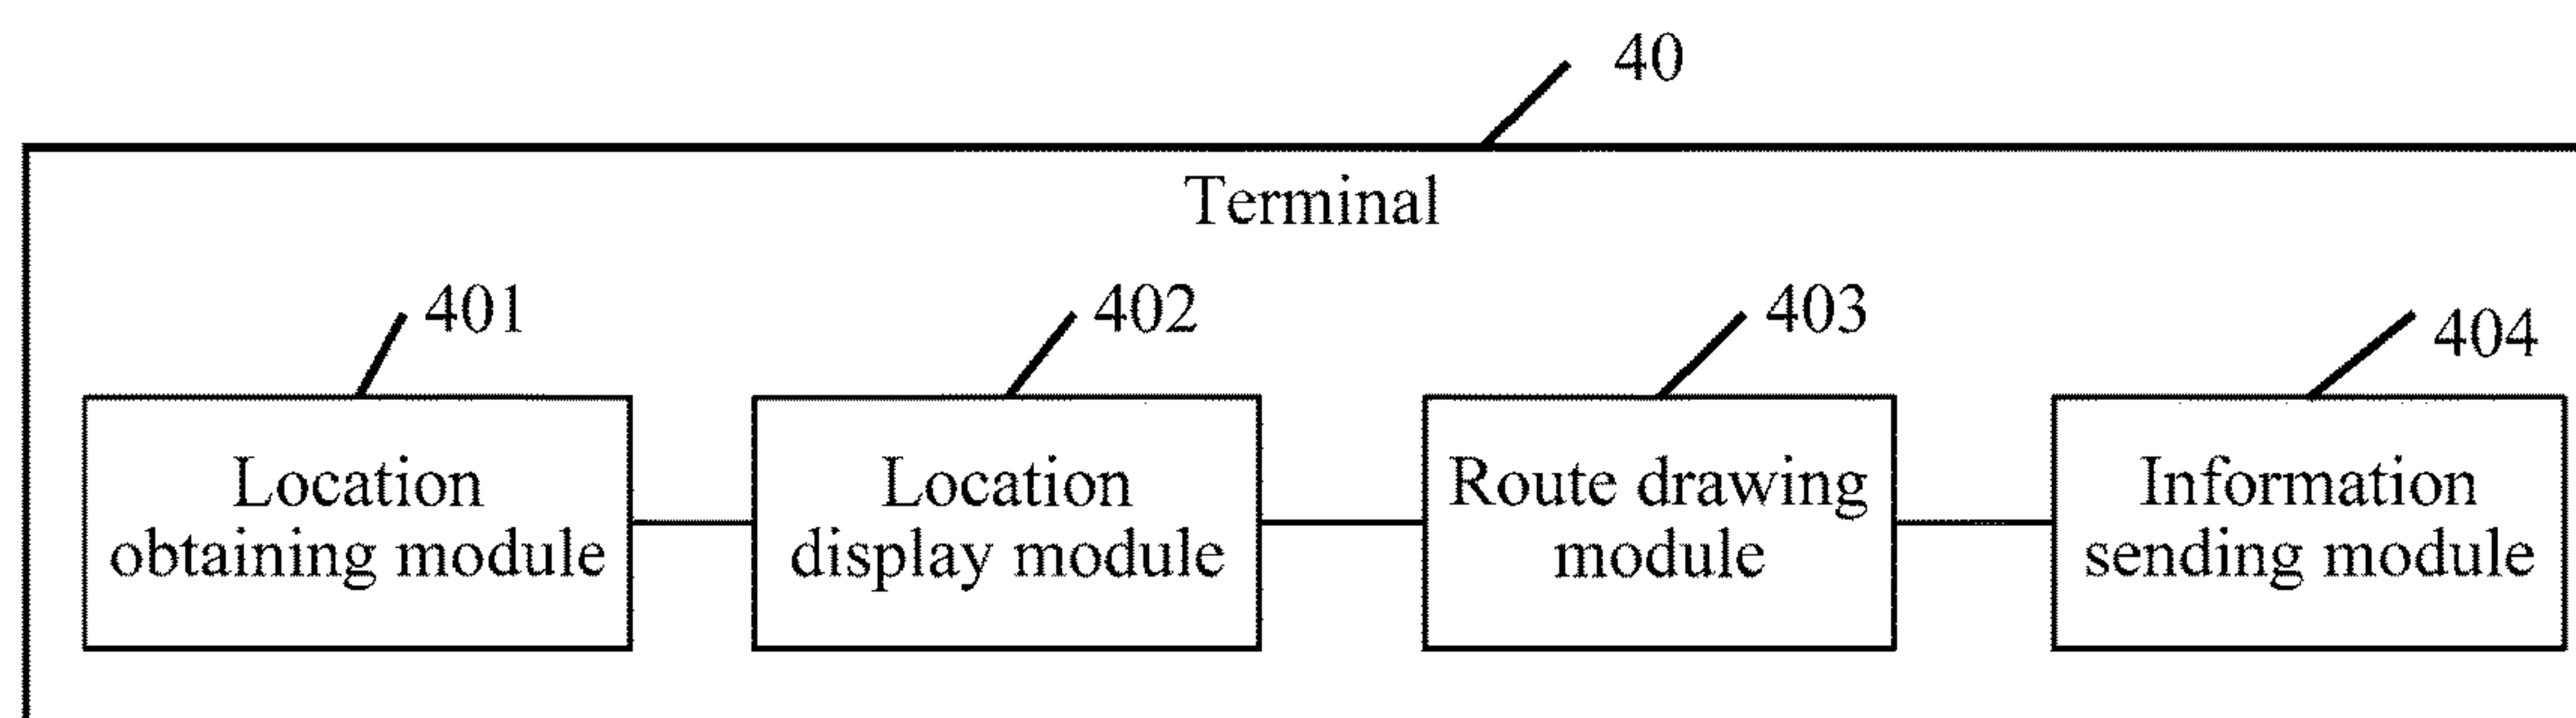 40
Terminal
401
402
403
404
Location
obtaining module
Location
display module
Route drawing
module
Information
sending module